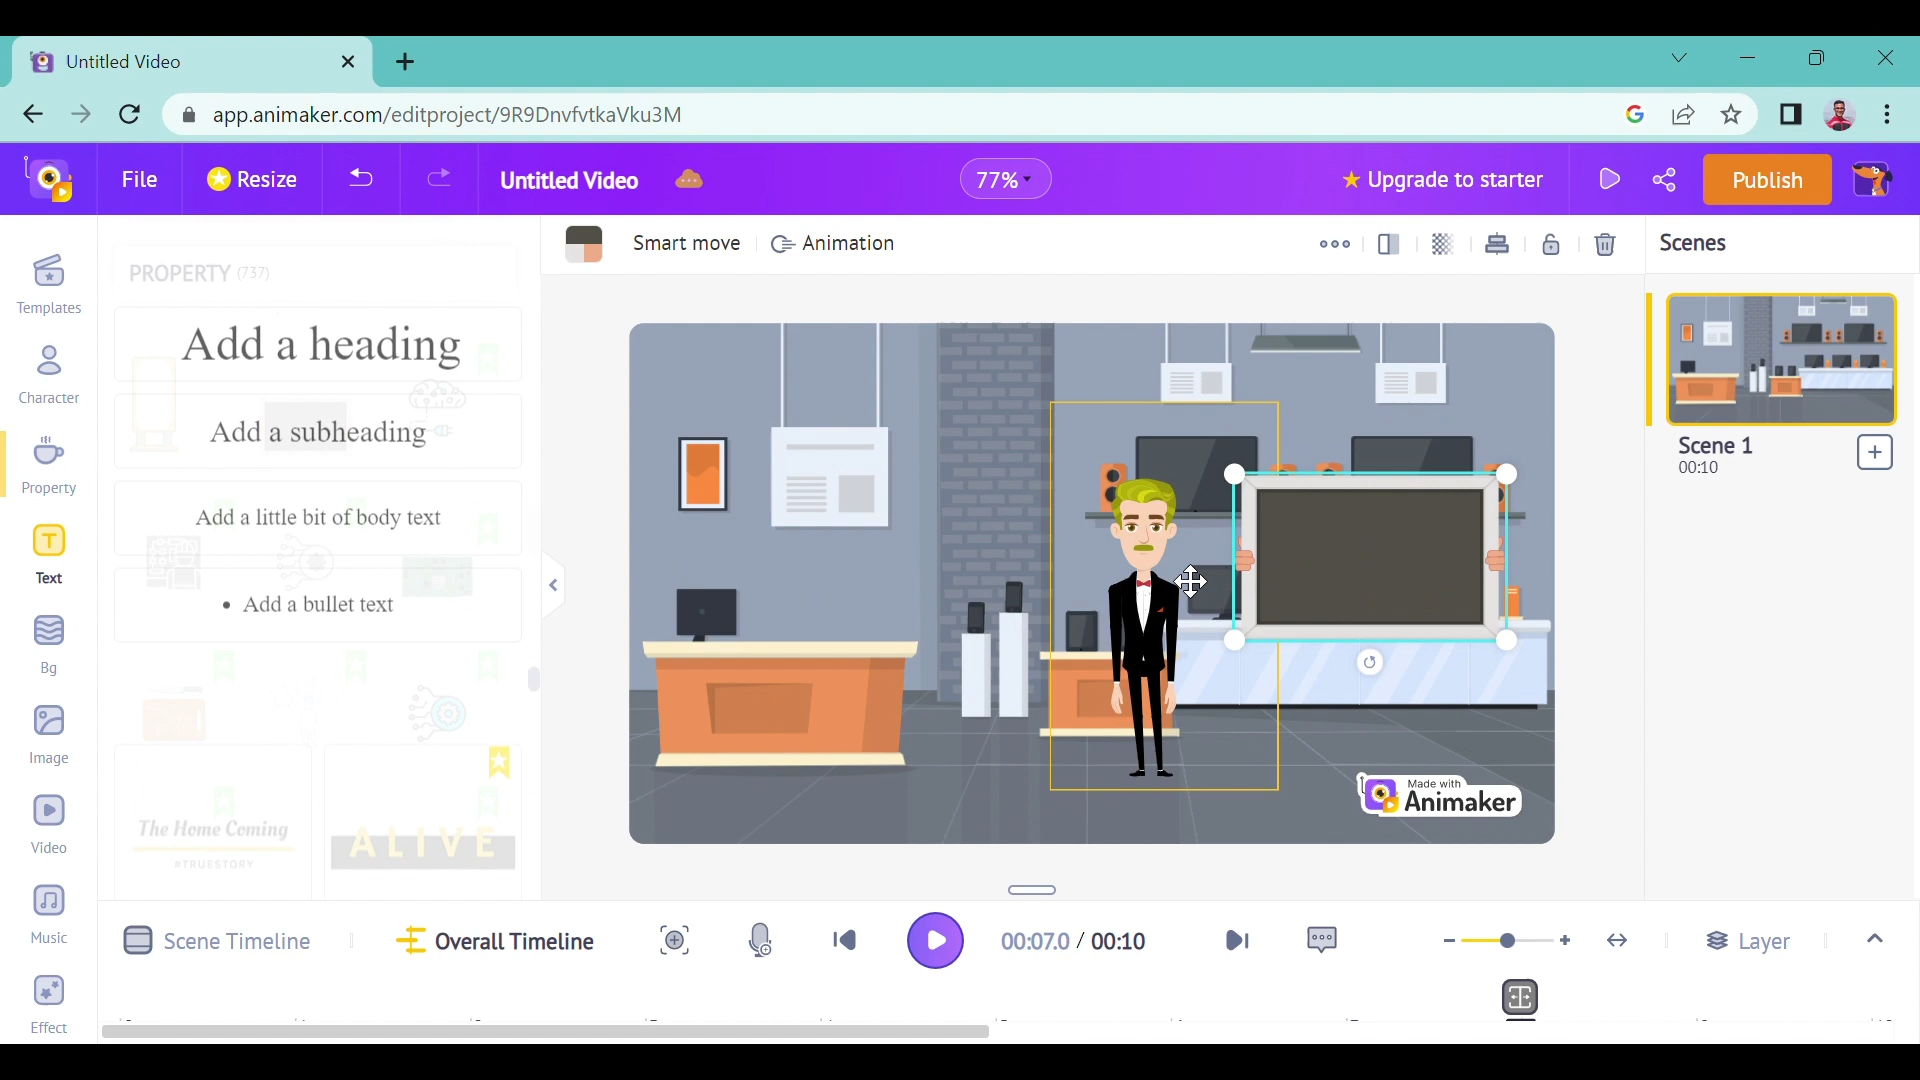 Untitled Video
app.animaker.com/editproject/9R9DnvfvtkaVku3M
File
Resize
Untitled Video
77%
Upgrade to starter
Publish
Templates
Character
Property
Text
Bg
Image
Video
Music
Effect
PROPERTY (737)
Add a heading
Add a subheading
Add a little bit of body text
• Add a bullet text
The Home Coming
#TRUESTORY
ALIVE
Smart move
Animation
Made with
Animaker
Scenes
Scene 1
00:10
Scene Timeline
Overall Timeline
00:07.0 / 00:10
Layer